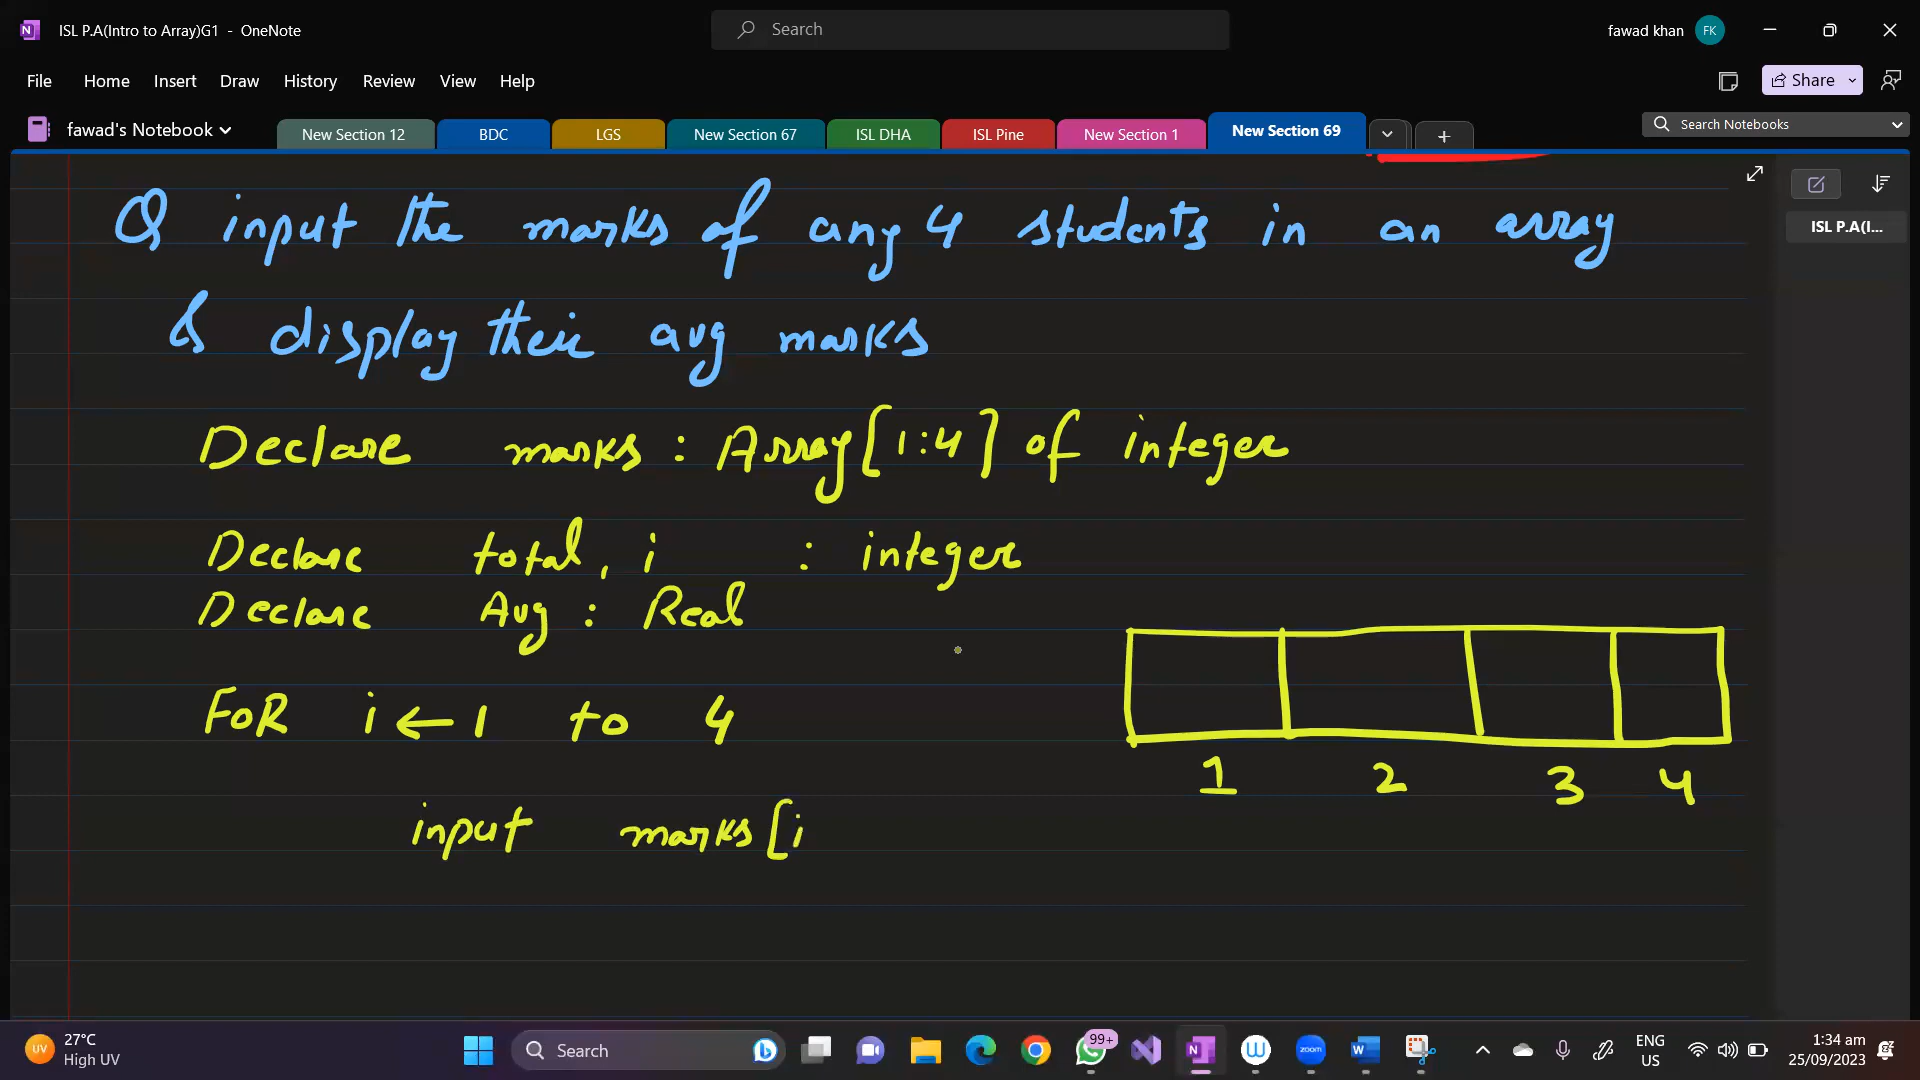 ISL P.A(Intro to Array)G1 - OneNote
Search
fawad khan FK
File Home Insert Draw History Review View Help
Share
fawad's Notebook
New Section 12 BDC LGS New Section 67 ISL DHA ISL Pine New Section 1 New Section 69
Search Notebooks
ISL P.A(I...
Q input the marks of any 4 students in an array
& display their avg marks
Declare marks : Array[1:4] of integer
Declare total, i : integer
Declare Avg : Real
FOR i ← 1 to 4
1 2 3 4
input marks[i
27°C
High UV
Search
99+
zoom
ENG
US
1:34 am
25/09/2023